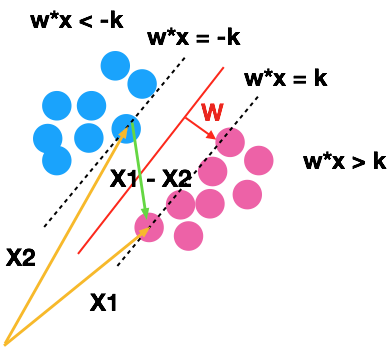 w*x < -k
w*x = -k
w*x = k
W
w*x > k
X1 - X2
X2
X1